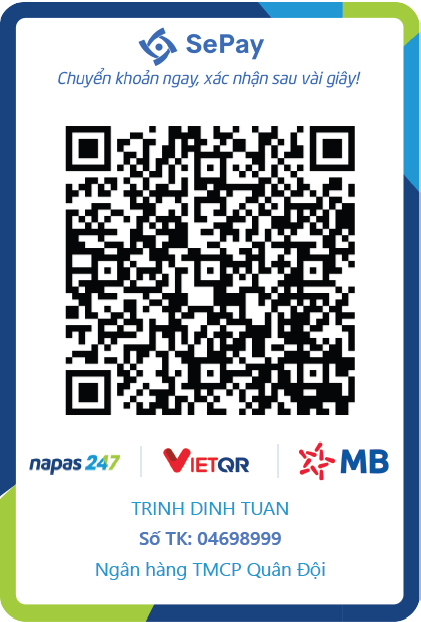 SePay
Chuyển khoản ngay, xác nhận sau vài giây!
napas 247
VIETQR
MB
TRINH DINH TUAN
Số TK: 04698999
Ngân hàng TMCP Quân Đội